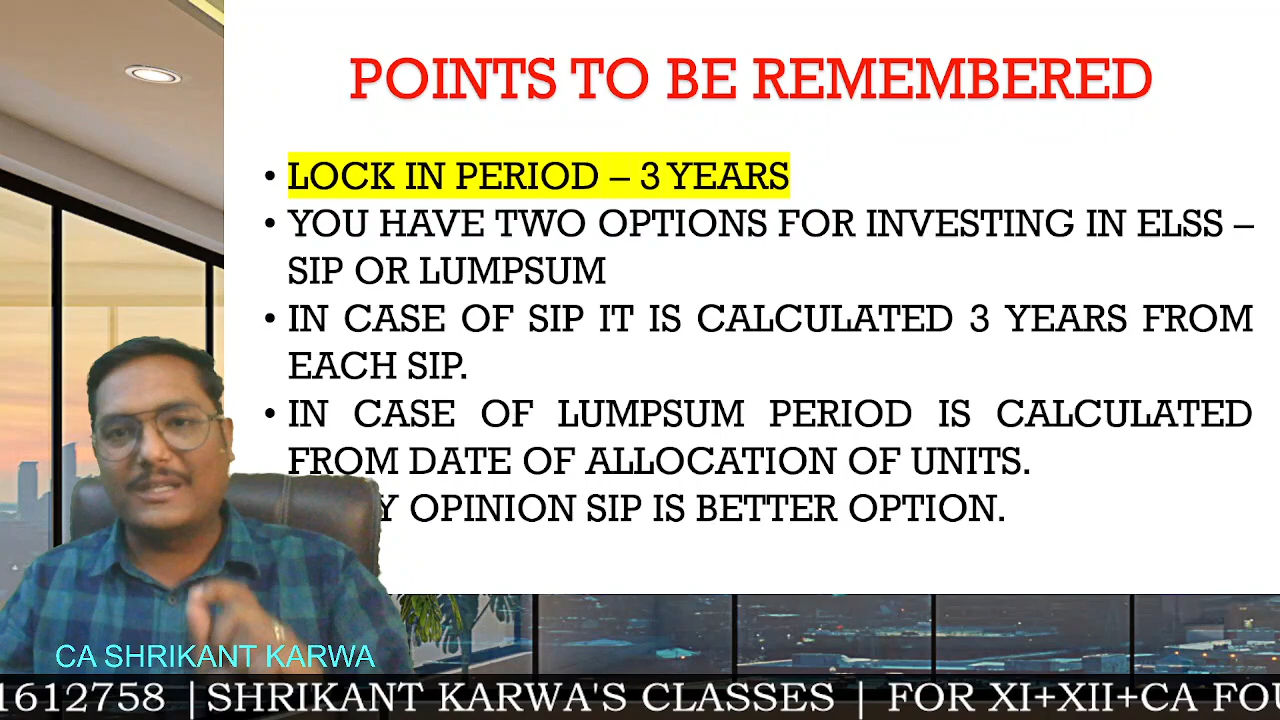 POINTS TO BE REMEMBERED
• LOCK IN PERIOD – 3 YEARS
• YOU HAVE TWO OPTIONS FOR INVESTING IN ELSS –
SIP OR LUMPSUM
• IN CASE OF SIP IT IS CALCULATED 3 YEARS FROM
EACH SIP.
• IN CASE OF LUMPSUM PERIOD IS CALCULATED
FROM DATE OF ALLOCATION OF UNITS.
OPINION SIP IS BETTER OPTION.
CA SHRIKANT KARWA
1612758 | SHRIKANT KARWA'S CLASSES | FOR XI+XII+CA FOU